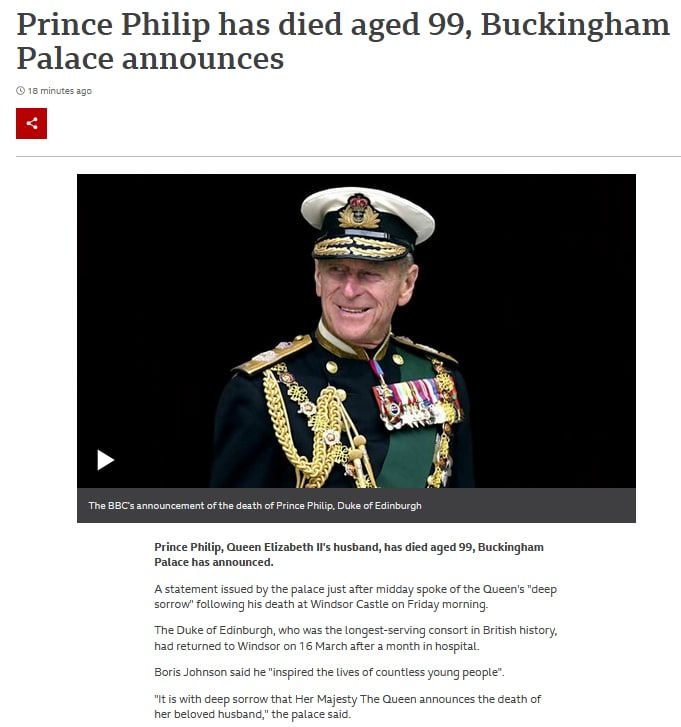 Prince Philip has died aged 99, Buckingham
Palace announces
18 minutes ago
The BBC's announcement of the death of Prince Philip, Duke of Edinburgh
Prince Philip, Queen Elizabeth II's husband, has died aged 99, Buckingham
Palace has announced.
A statement issued by the palace just after midday spoke of the Queen's "deep
sorrow" following his death at Windsor Castle on Friday morning.
The Duke of Edinburgh, who was the longest-serving consort in British history,
had returned to Windsor on 16 March after a month in hospital.
Boris Johnson said he "inspired the lives of countless young people".
"It is with deep sorrow that Her Majesty The Queen announces the death of
her beloved husband," the palace said.